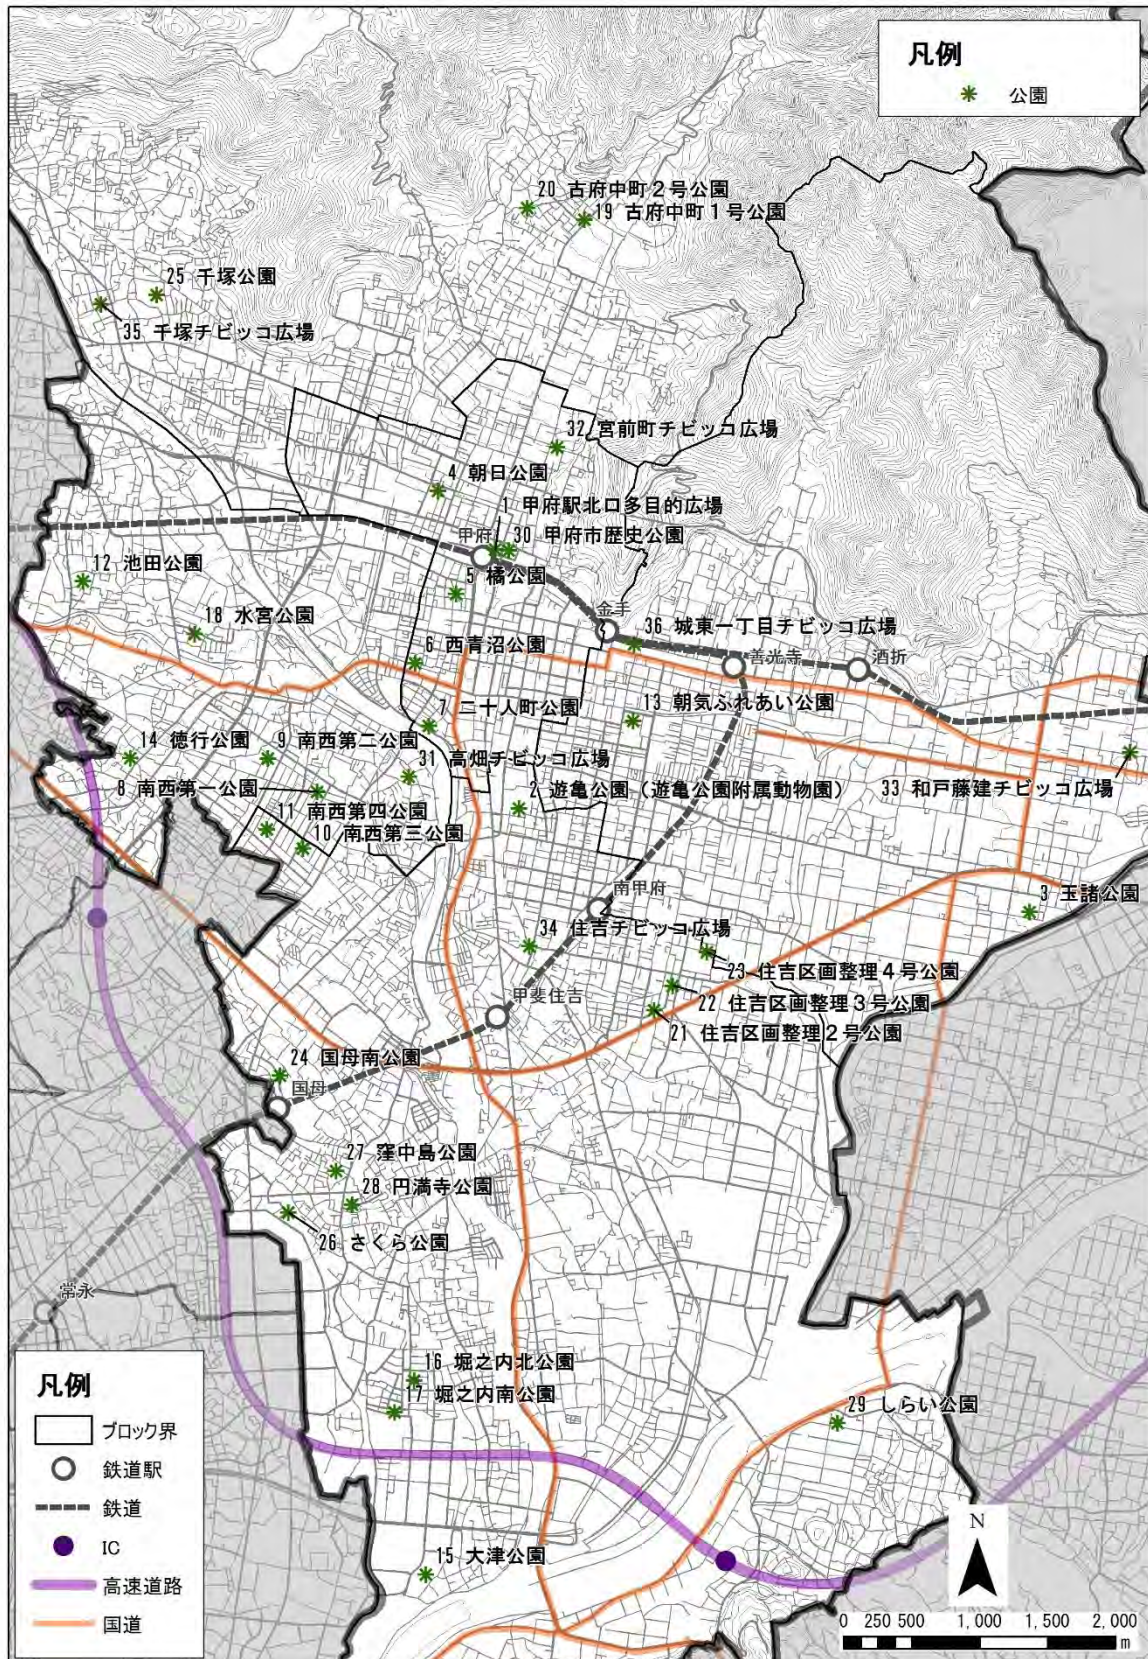 凡例
公園
20 古府中町２号公園
19 古府中町１号公園
25 千塚公園
35 千塚チビッコ広場
32 宮前町チビッコ広場
4 朝日公園
1 甲府駅北口多目的広場
甲府
30 甲府市歴史公園
12 池田公園
5 橘公園
18 水宮公園
金手
36 城東一丁目チビッコ広場
6 西青沼公園
善光寺
酒折
7 二十人町公園
13 朝気ふれあい公園
14 徳行公園
9 南西第二公園
31 高畑チビッコ広場
8 南西第一公園
2 遊亀公園（遊亀公園附属動物園）
33 和戸藤建チビッコ広場
11 南西第四公園
10 南西第三公園
南甲府
3 玉諸公園
34 住吉チビッコ広場
23 住吉区画整理４号公園
22 住吉区画整理３号公園
甲斐住吉
21 住吉区画整理２号公園
24 国母南公園
国母
27 窪中島公園
28 円満寺公園
26 さくら公園
常永
16 堀之内北公園
17 堀之内南公園
29 しらい公園
15 大津公園
凡例
ブロック界
鉄道駅
鉄道
IC
高速道路
国道
N
0 250 500 1,000 1,500 2,000
m